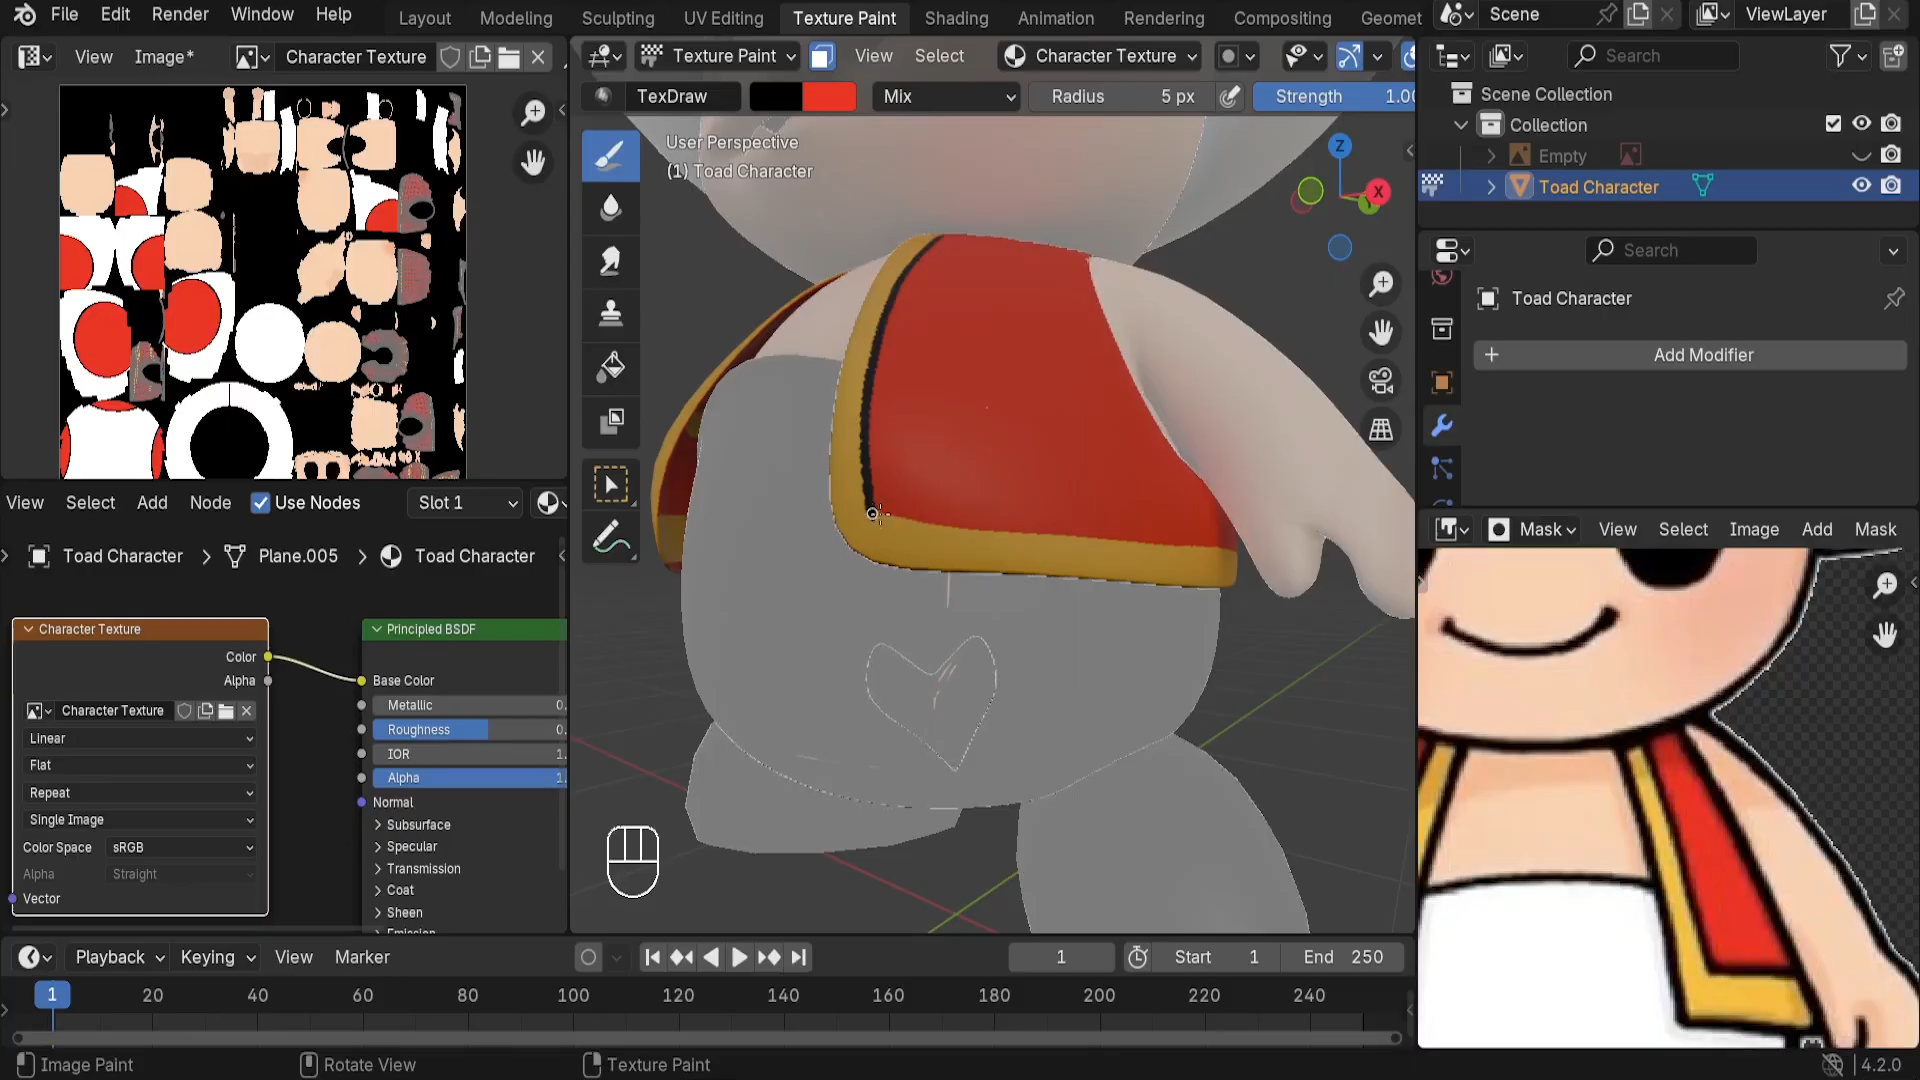 File Edit Render Window Help
Layout Modeling Sculpting UV Editing Texture Paint Shading Animation Rendering Compositing Geomet
Scene ViewLayer
View Image* Character Texture
Texture Paint View Select Character Texture
Search
TexDraw Mix Radius 5 px Strength 1.00
Scene Collection
Collection
Empty
Toad Character
User Perspective
(1) Toad Character
Z
X
Search
Toad Character
Add Modifier
View Select Add Node Use Nodes Slot 1
Mask View Select Image Add Mask
Toad Character Plane.005 Toad Character
Character Texture
Color
Alpha
Character Texture
Linear
Flat
Repeat
Single Image
Color Space sRGB
Alpha Straight
Vector
Principled BSDF
Base Color
Metallic 0.
Roughness 0.
IOR 1.
Alpha 1.
Normal
Subsurface
Specular
Transmission
Coat
Sheen
Emission
Playback Keying View Marker 1 Start 1 End 250
1 20 40 60 80 100 120 140 160 180 200 220 240
Image Paint Rotate View Texture Paint 4.2.0